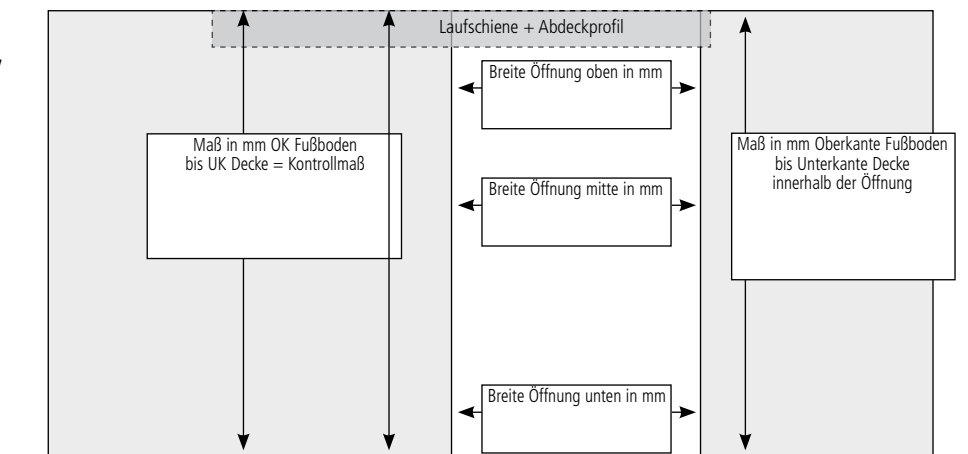 Laufschiene + Abdeckprofil
Breite Öffnung oben in mm
Maß in mm OK Fußboden
bis UK Decke = Kontrollmaß
Maß in mm Oberkante Fußboden
bis Unterkante Decke
innerhalb der Öffnung
Breite Öffnung mitte in mm
Breite Öffnung unten in mm